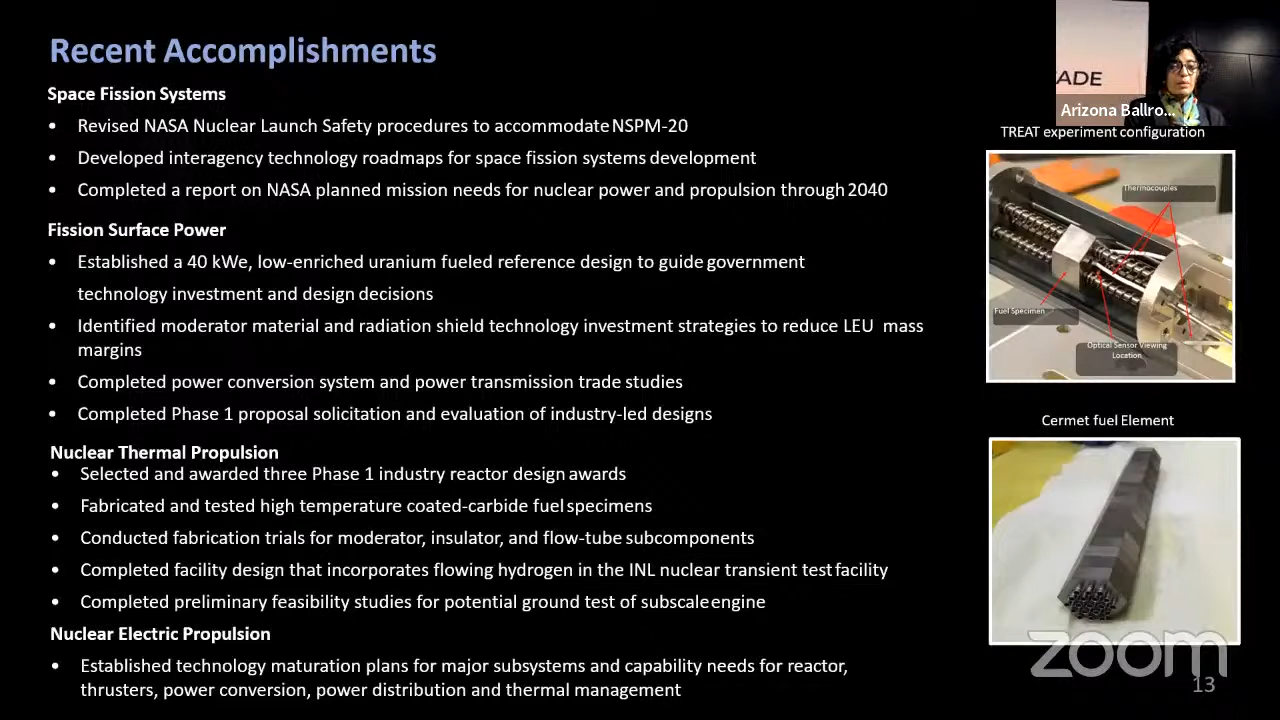 Recent Accomplishments
Space Fission Systems
• Revised NASA Nuclear Launch Safety procedures to accommodate NSPM-20
• Developed interagency technology roadmaps for space fission systems development
• Completed a report on NASA planned mission needs for nuclear power and propulsion through 2040
Fission Surface Power
• Established a 40 kWe, low-enriched uranium fueled reference design to guide government
technology investment and design decisions
• Identified moderator material and radiation shield technology investment strategies to reduce LEU mass
margins
• Completed power conversion system and power transmission trade studies
• Completed Phase 1 proposal solicitation and evaluation of industry-led designs
Nuclear Thermal Propulsion
• Selected and awarded three Phase 1 industry reactor design awards
• Fabricated and tested high temperature coated-carbide fuel specimens
• Conducted fabrication trials for moderator, insulator, and flow-tube subcomponents
• Completed facility design that incorporates flowing hydrogen in the INL nuclear transient test facility
• Completed preliminary feasibility studies for potential ground test of subscale engine
Nuclear Electric Propulsion
• Established technology maturation plans for major subsystems and capability needs for reactor,
thrusters, power conversion, power distribution and thermal management
ADE
Arizona Ballro...
TREAT experiment configuration
Thermocouples
Fuel Specimen
Optical Sensor Viewing
Location
Cermet fuel Element
zoom
13